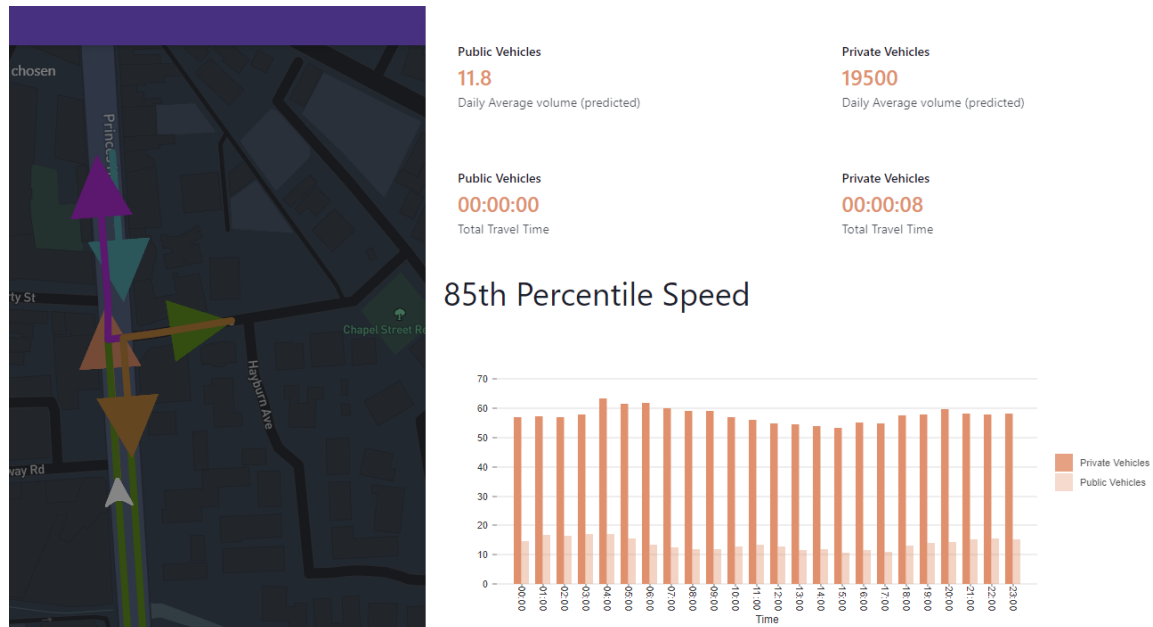 chosen
ty St
Chapel Street Re
Hayburn Ave
way Rd
Public Vehicles
11.8
Daily Average volume (predicted)
Private Vehicles
19500
Daily Average volume (predicted)
Public Vehicles
00:00:00
Total Travel Time
Private Vehicles
00:00:08
Total Travel Time
85th Percentile Speed
70
60
50
40
30
20
10
0
00:00
01:00
02:00
03:00
04:00
05:00
06:00
07:00
08:00
09:00
10:00
11:00
12:00
13:00
14:00
15:00
16:00
17:00
18:00
19:00
20:00
21:00
22:00
23:00
Time
Private Vehicles
Public Vehicles